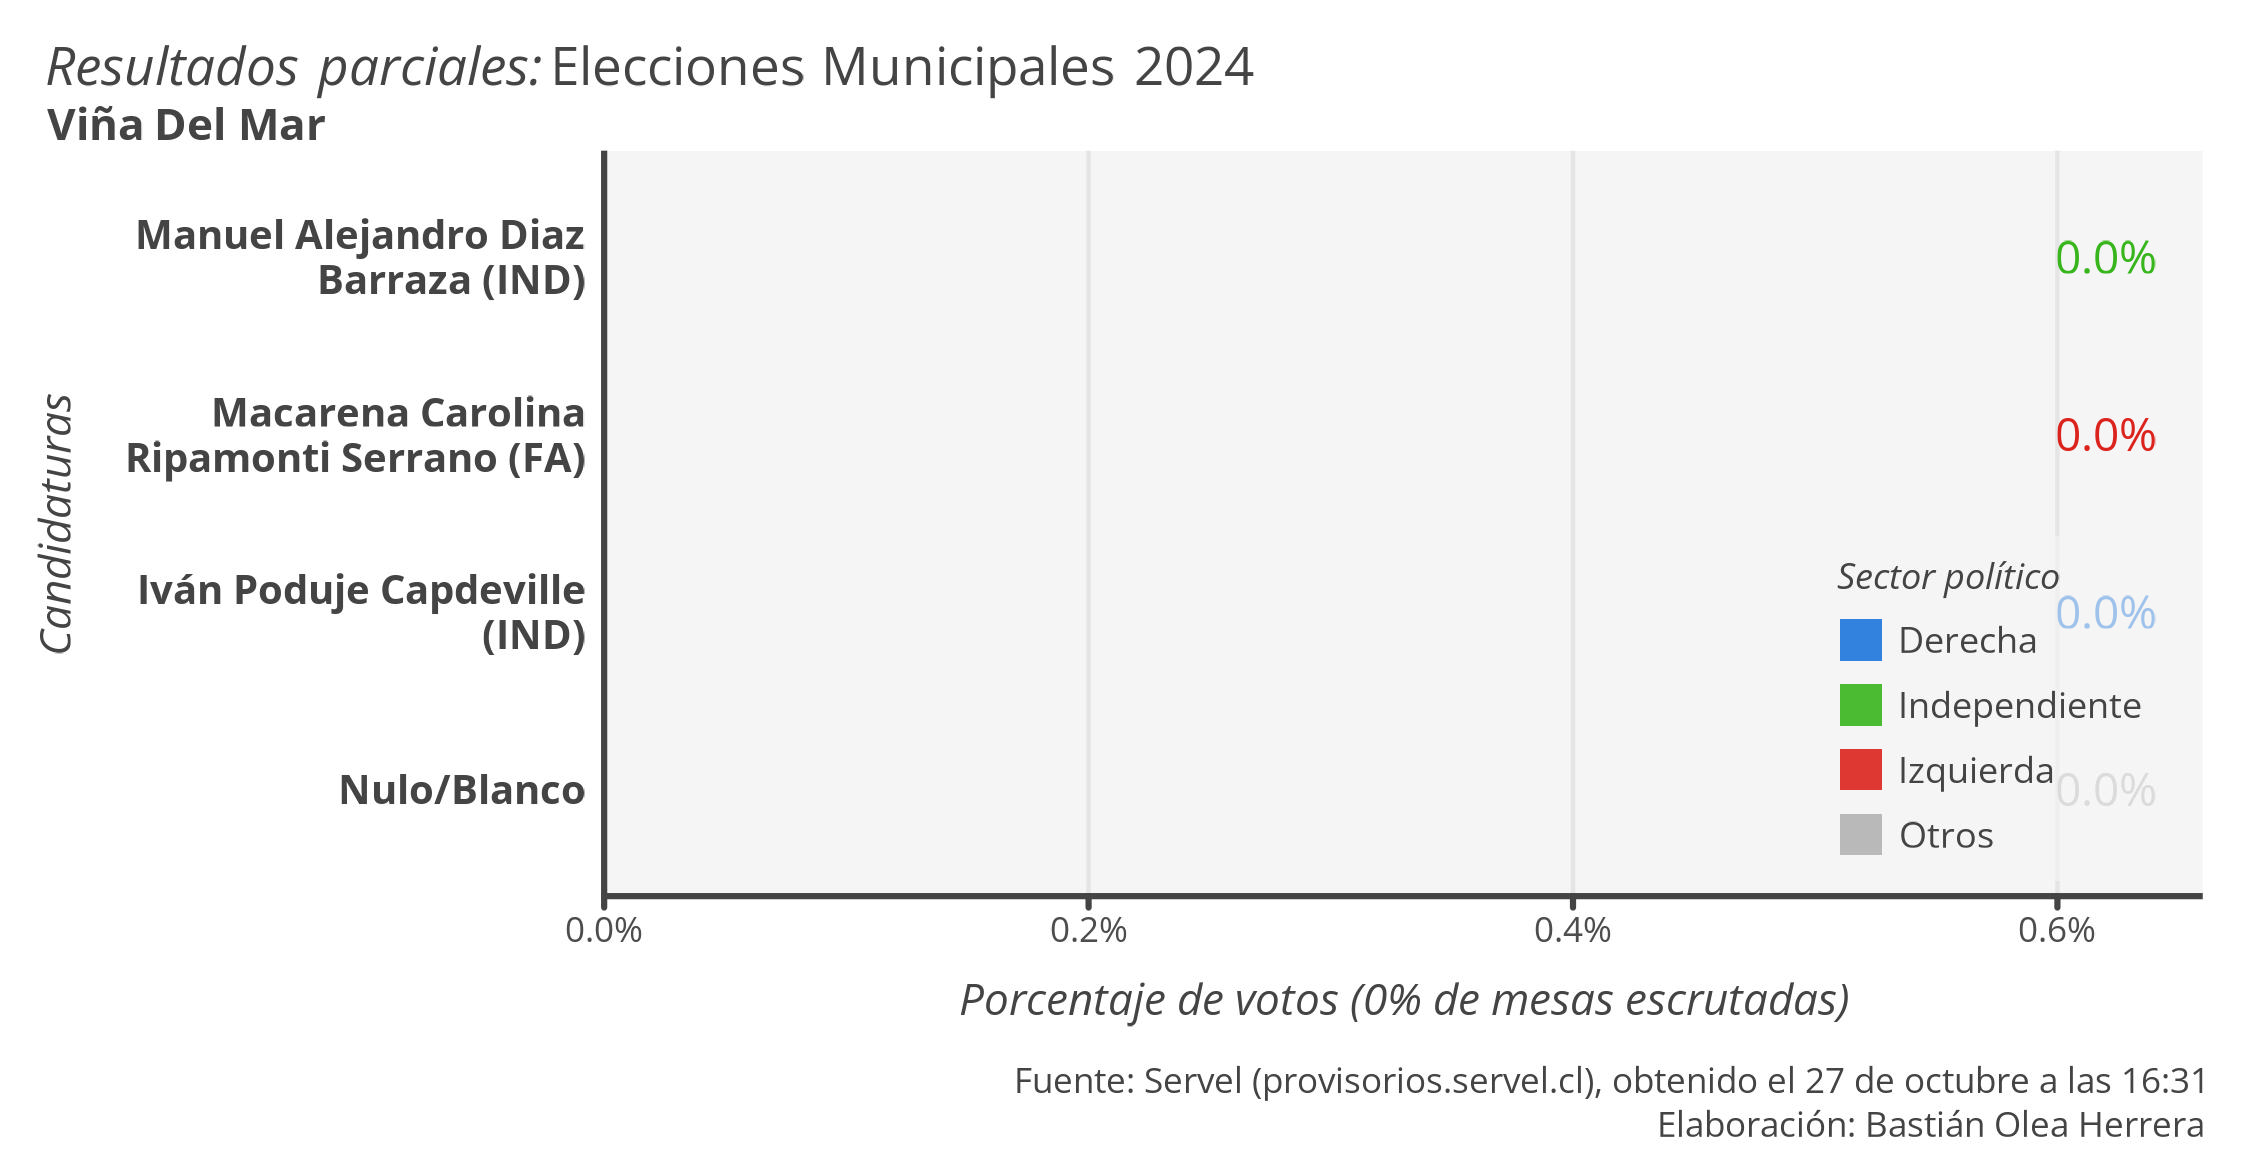 Resultados parciales: Elecciones Municipales 2024
Viña Del Mar
Candidaturas
Manuel Alejandro Diaz
Barraza (IND)
0.0%
Macarena Carolina
Ripamonti Serrano (FA)
0.0%
Iván Poduje Capdeville
(IND)
0.0%
Nulo/Blanco
0.0%
Sector político
Derecha
Independiente
Izquierda
Otros
0.0% 0.2% 0.4% 0.6%
Porcentaje de votos (0% de mesas escrutadas)
Fuente: Servel (provisorios.servel.cl), obtenido el 27 de octubre a las 16:31
Elaboración: Bastián Olea Herrera